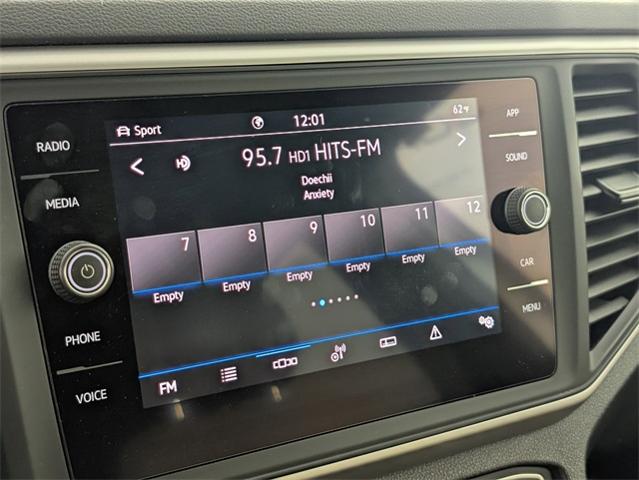 RADIO
MEDIA
PHONE
VOICE
Sport
12:01
62°F
95.7 HD1 HITS-FM
Doechii
Anxiety
7 8 9 10 11 12
Empty Empty Empty Empty Empty Empty
FM
APP
SOUND
CAR
MENU